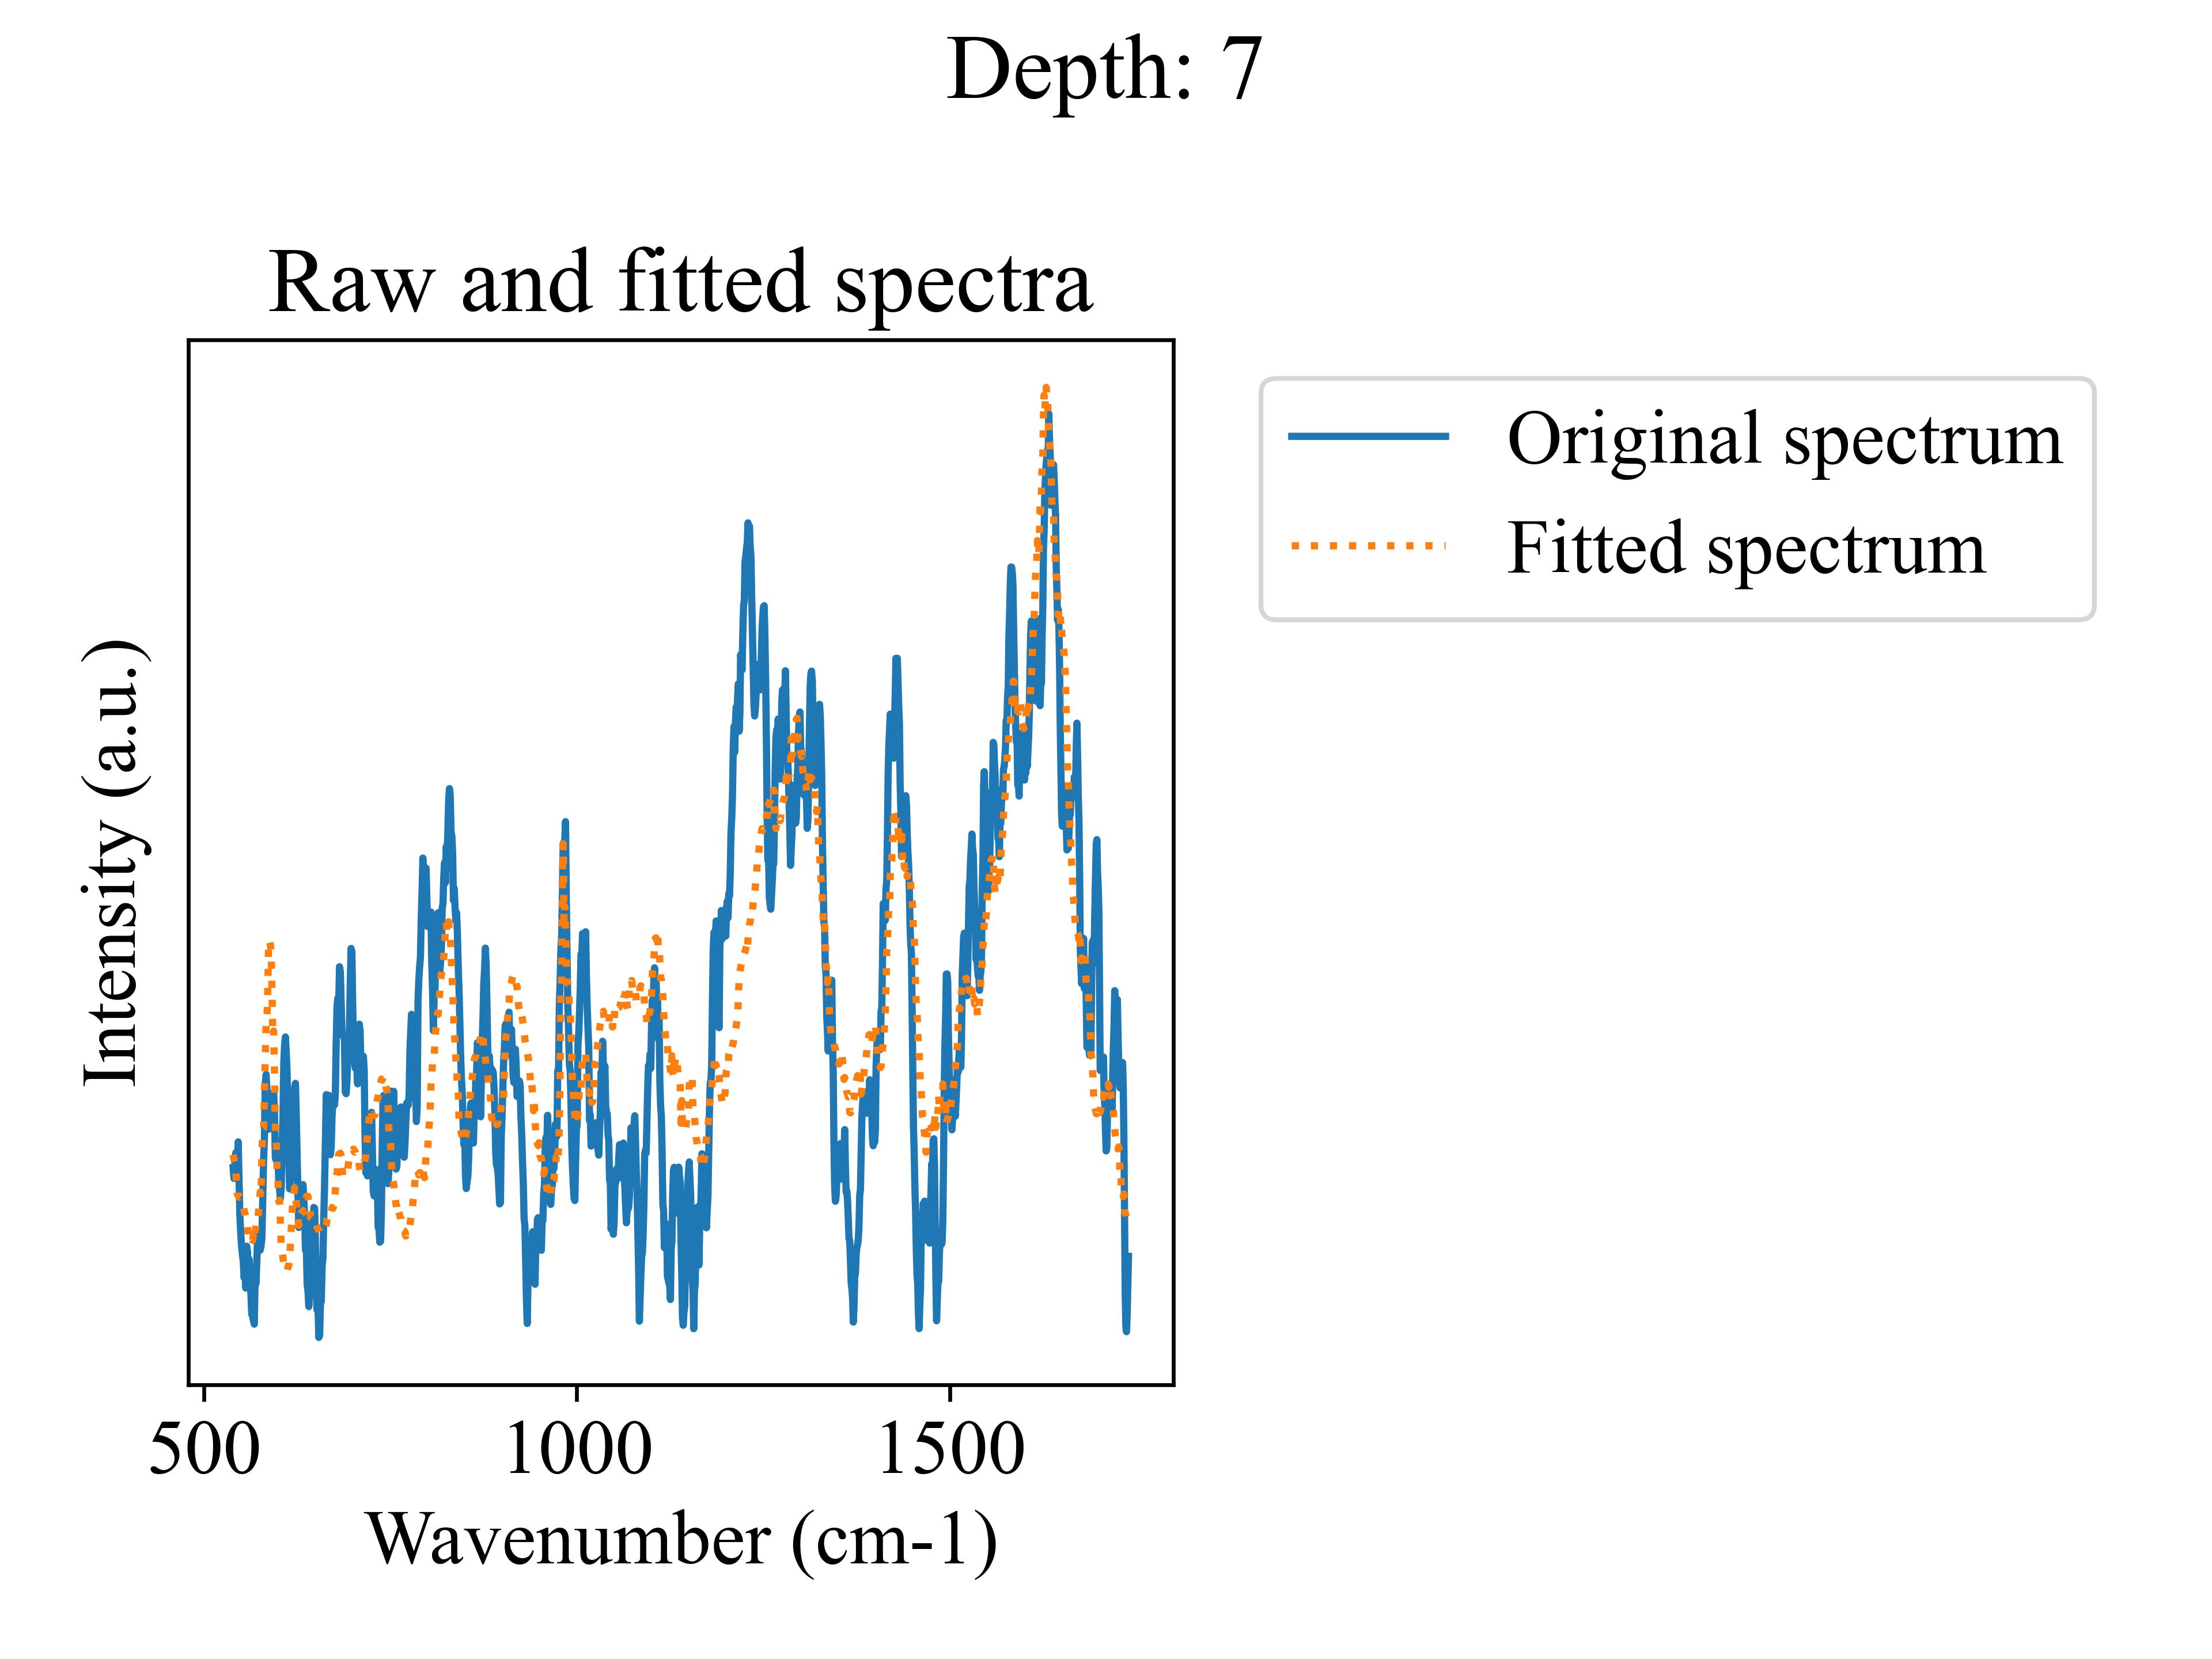 Depth: 7
Raw and fitted spectra
Original spectrum
Fitted spectrum
Intensity (a.u.)
500 1000 1500
Wavenumber (cm-1)